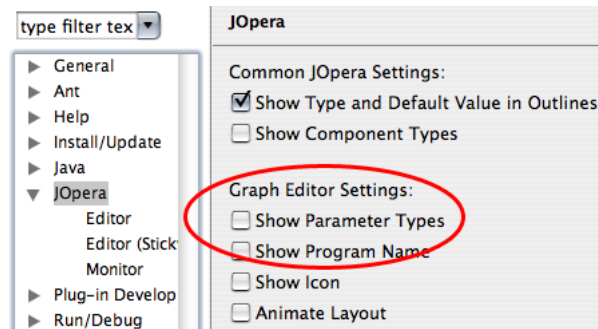 type filter tex
General
Ant
Help
Install/Update
Java
JOpera
Editor
Editor (Stick
Monitor
Plug-in Develop
Run/Debug
JOpera
Common JOpera Settings:
Show Type and Default Value in Outlines
Show Component Types
Graph Editor Settings:
Show Parameter Types
Show Program Name
Show Icon
Animate Layout